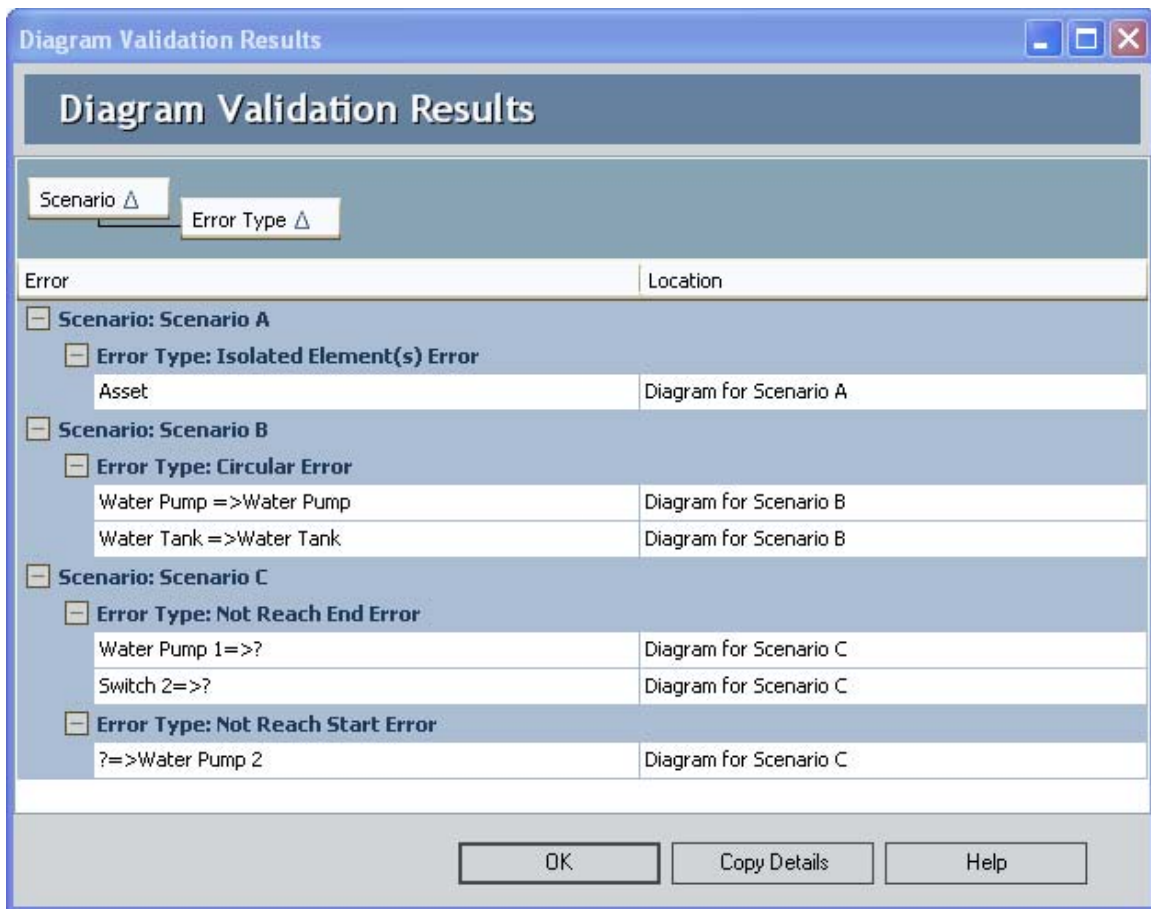 Diagram Validation Results
Diagram Validation Results
Scenario △
Error Type △
Error Location
Scenario: Scenario A
Error Type: Isolated Element(s) Error
Asset Diagram for Scenario A
Scenario: Scenario B
Error Type: Circular Error
Water Pump =>Water Pump Diagram for Scenario B
Water Tank =>Water Tank Diagram for Scenario B
Scenario: Scenario C
Error Type: Not Reach End Error
Water Pump 1=>? Diagram for Scenario C
Switch 2=>? Diagram for Scenario C
Error Type: Not Reach Start Error
?=>Water Pump 2 Diagram for Scenario C
OK Copy Details Help